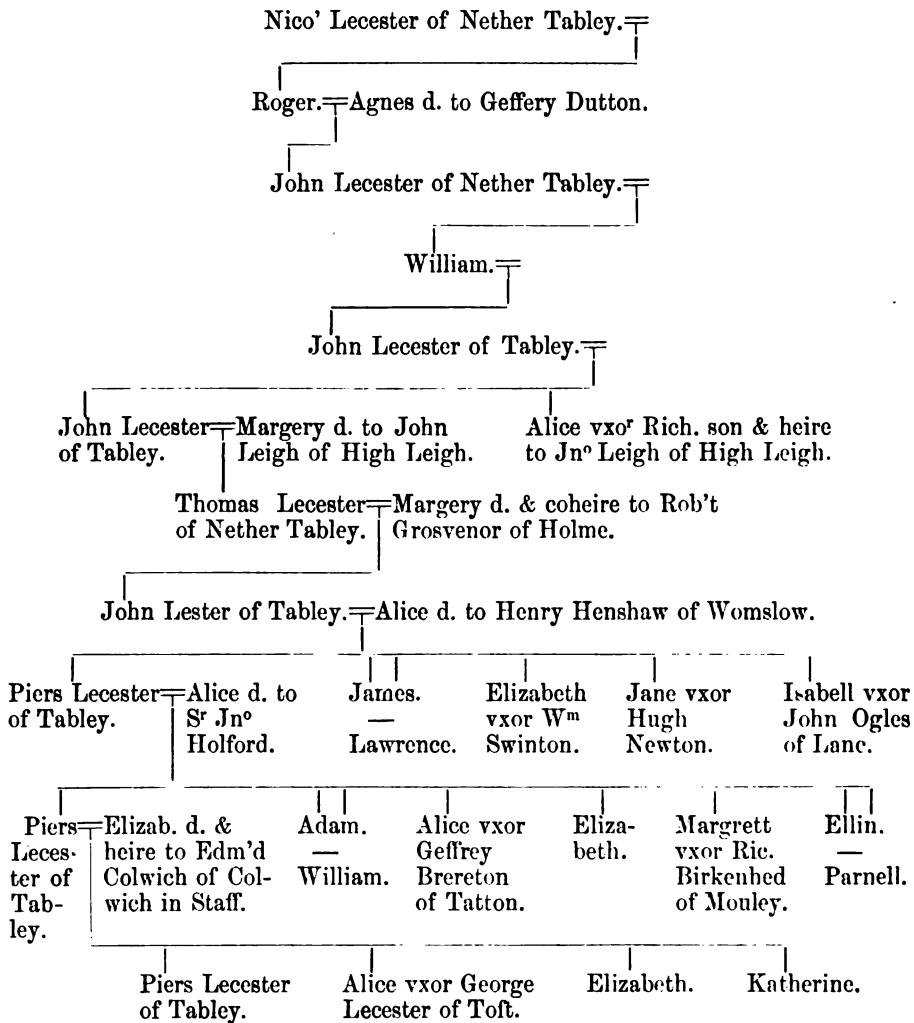 Nico' Lecester of Nether Tabley.
Roger. Agnes d. to Geffery Dutton.
John Lecester of Nether Tabley.
William.
John Lecester of Tabley.
John Lecester
of Tabley.
Margery d. to John
Leigh of High Leigh.
Alice vxoʳ Rich. son & heire
to Jnᵒ Leigh of High Leigh.
Thomas Lecester
of Nether Tabley.
Margery d. & coheire to Rob't
Grosvenor of Holme.
John Lester of Tabley. Alice d. to Henry Henshaw of Womslow.
Piers Lecester
of Tabley.
Alice d. to
Sʳ Jnᵒ
Holford.
James.
—
Lawrence.
Elizabeth
vxor Wᵐ
Swinton.
Jane vxor
Hugh
Newton.
Isabell vxor
John Ogles
of Lane.
Piers
Leces-
ter of
Tab-
ley.
Elizab. d. &
heire to Edm'd
Colwich of Col-
wich in Staff.
Adam.
—
William.
Alice vxor
Geffrey
Brereton
of Tatton.
Eliza-
beth.
Margrett
vxor Ric.
Birkenhed
of Mouley.
Ellin.
—
Parnell.
Piers Lecester
of Tabley.
Alice vxor George
Lecester of Toft.
Elizabeth.
Katherine.